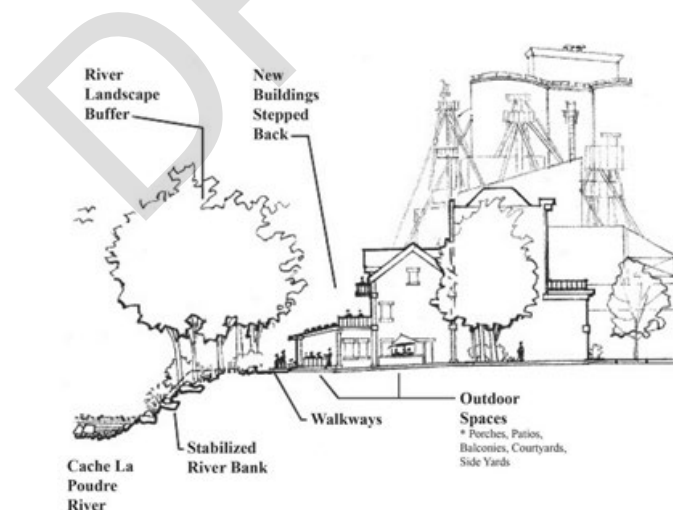 River
Landscape
Buffer
New
Buildings
Stepped
Back
Walkways
Outdoor
Spaces
* Porches, Patios,
Balconies, Courtyards,
Side Yards
Stabilized
River Bank
Cache La
Poudre
River